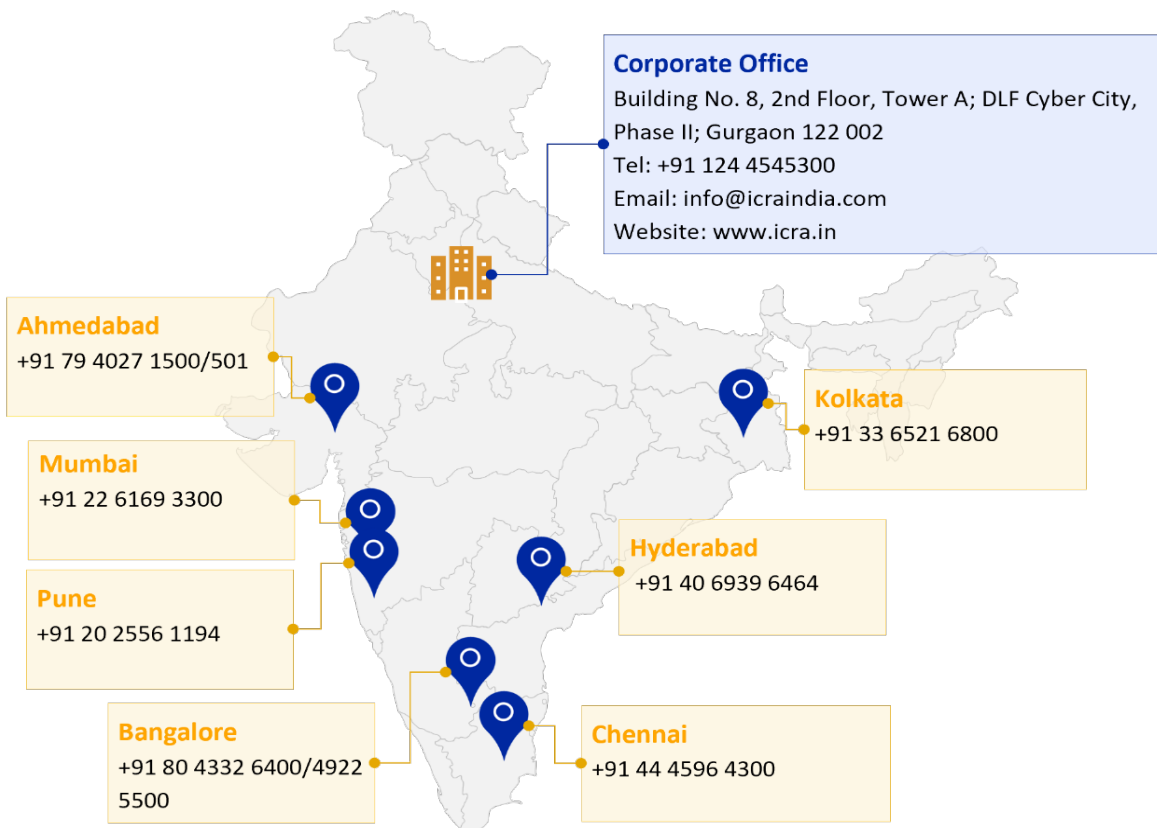 Corporate Office
Building No. 8, 2nd Floor, Tower A; DLF Cyber City,
Phase II; Gurgaon 122 002
Tel: +91 124 4545300
Email: info@icraindia.com
Website: www.icra.in
Ahmedabad
+91 79 4027 1500/501
Kolkata
+91 33 6521 6800
Mumbai
+91 22 6169 3300
Hyderabad
+91 40 6939 6464
Pune
+91 20 2556 1194
Bangalore
+91 80 4332 6400/4922
5500
Chennai
+91 44 4596 4300